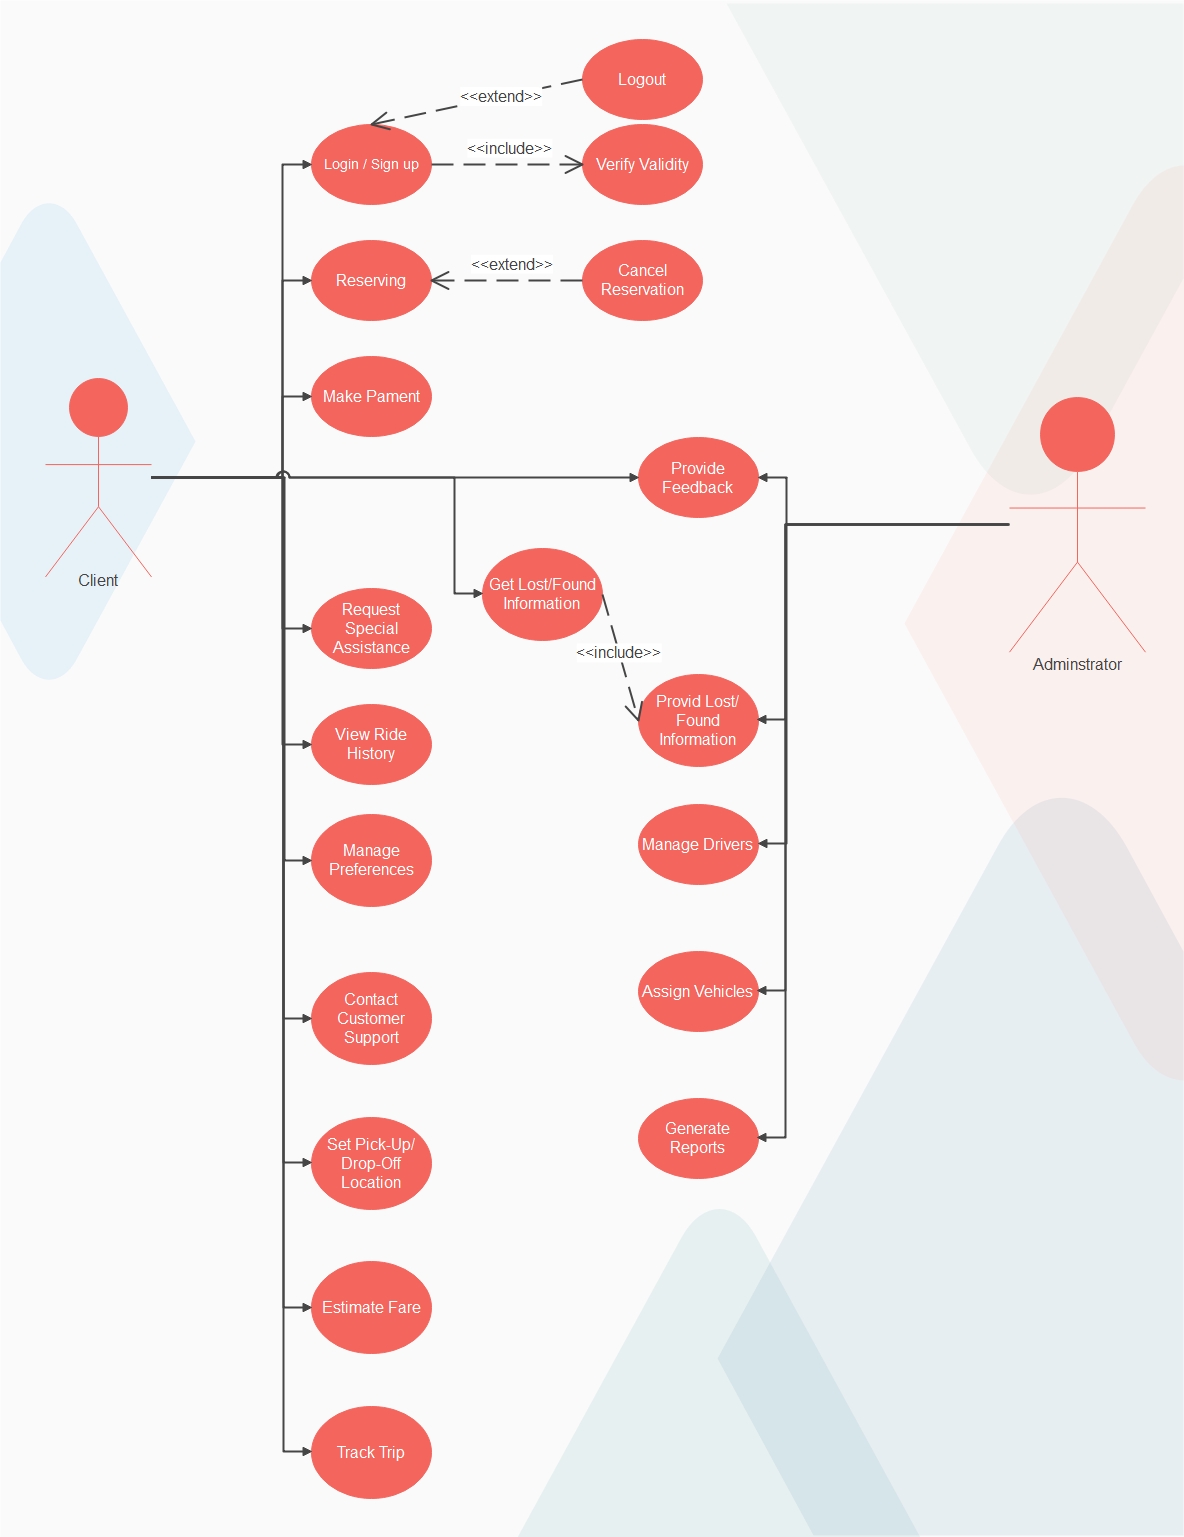 Logout
<<extend>>
<<include>>
Login / Sign up
Verify Validity
<<extend>>
Reserving
Cancel
Reservation
Make Pament
Provide
Feedback
Client
Get Lost/Found
Information
Request
Special
Assistance
<<include>>
Adminstrator
Provid Lost/
Found
Information
View Ride
History
Manage Drivers
Manage
Preferences
Assign Vehicles
Contact
Customer
Support
Generate
Reports
Set Pick-Up/
Drop-Off
Location
Estimate Fare
Track Trip